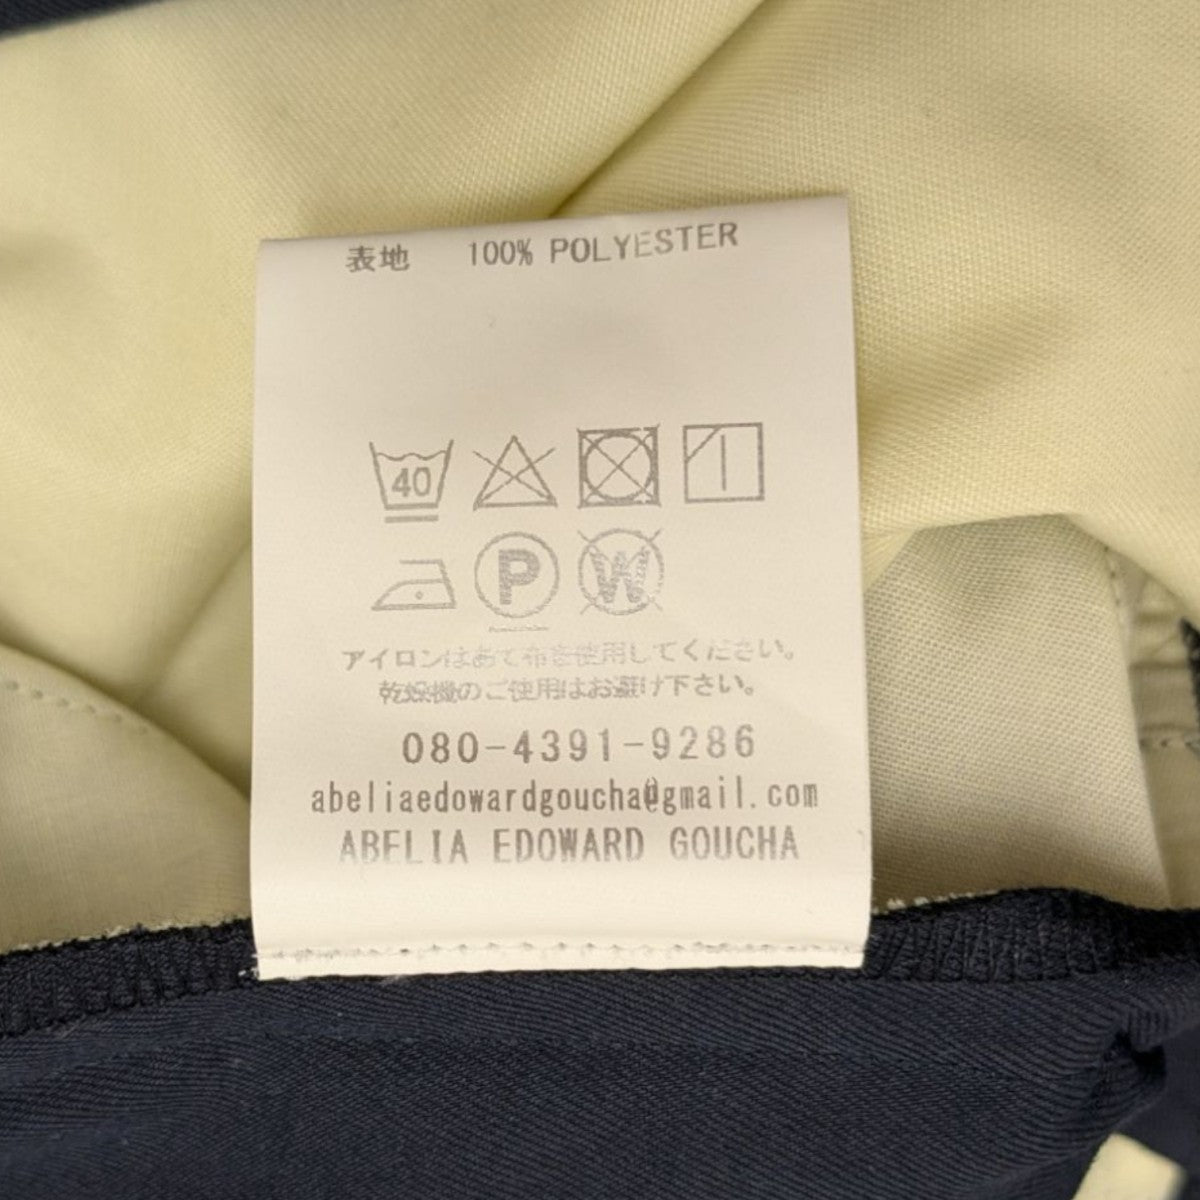 表地 100% POLYESTER
40
P
W
アイロンはあて布を使用してください。
乾燥機のご使用はお避け下さい。
080-4391-9286
abeliaedowardgoucha@gmail.com
ABELIA EDOWARD GOUCHA